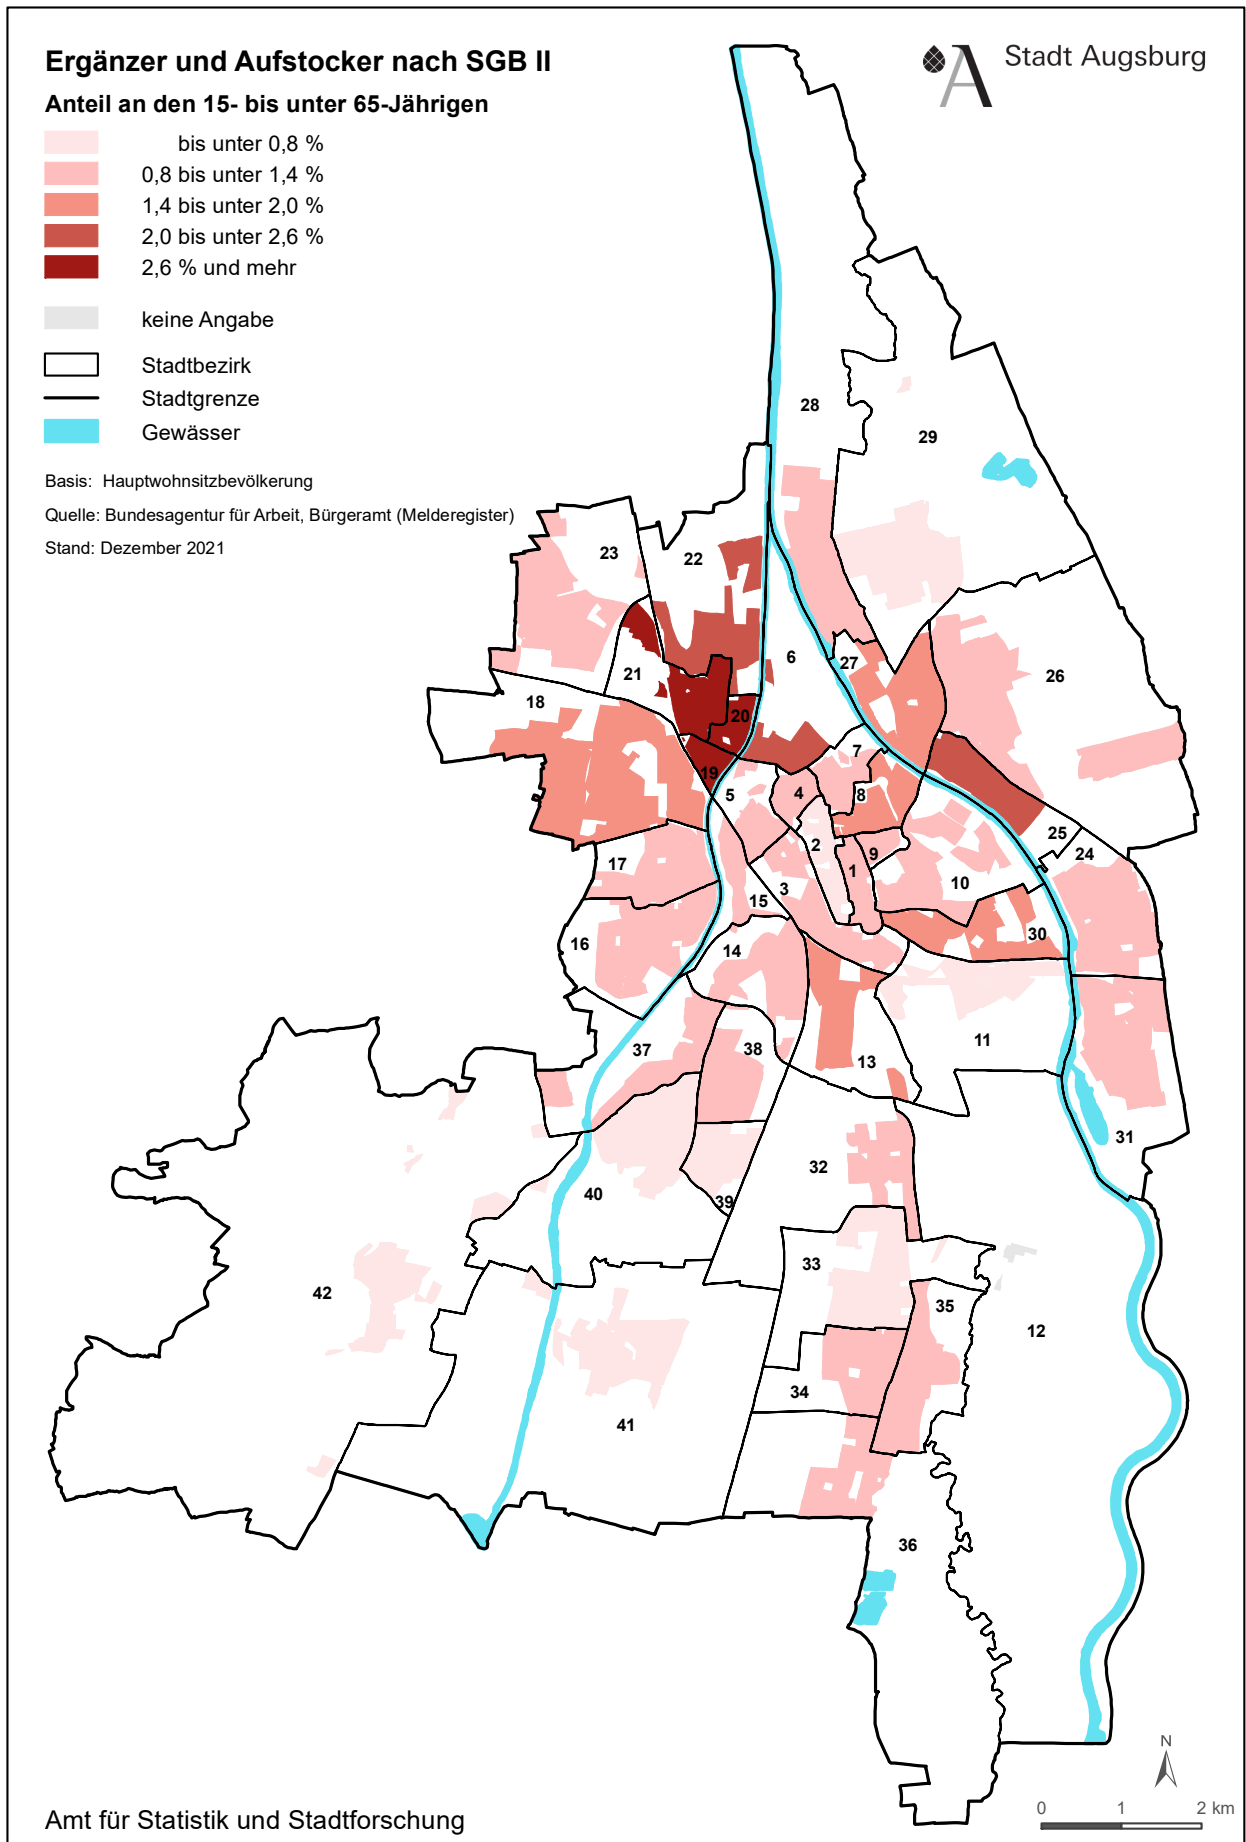 Ergänzer und Aufstocker nach SGB II
Stadt Augsburg
Anteil an den 15- bis unter 65-Jährigen
bis unter 0,8 %
0,8 bis unter 1,4 %
1,4 bis unter 2,0 %
2,0 bis unter 2,6 %
2,6 % und mehr
keine Angabe
Stadtbezirk
Stadtgrenze
Gewässer
Basis: Hauptwohnsitzbevölkerung
Quelle: Bundesagentur für Arbeit, Bürgeramt (Melderegister)
Stand: Dezember 2021
28
29
23
22
6
27
21
26
18
20
7
19
5
4
8
25
2
24
17
9
1
10
3
15
30
16
14
11
37
38
13
31
32
40
39
33
42
35
12
34
41
36
N
0 1 2 km
Amt für Statistik und Stadtforschung